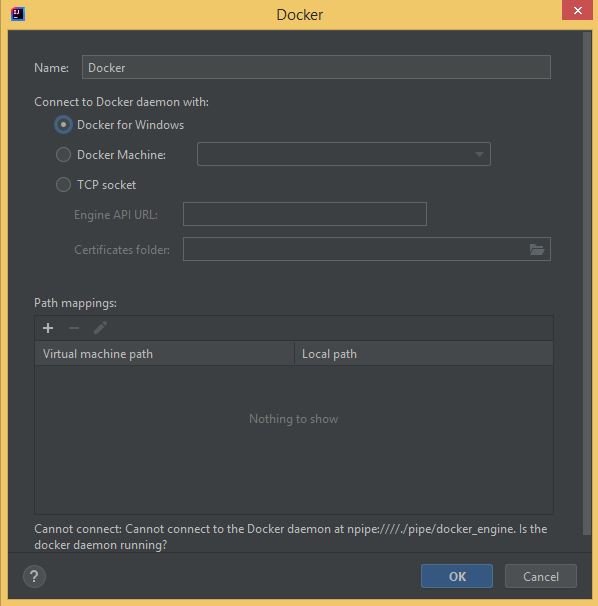 Docker
Name: Docker
Connect to Docker daemon with:
Docker for Windows
Docker Machine:
TCP socket
Engine API URL:
Certificates folder:
Path mappings:
Virtual machine path Local path
Nothing to show
Cannot connect: Cannot connect to the Docker daemon at npipe:////./pipe/docker_engine. Is the
docker daemon running?
? OK Cancel